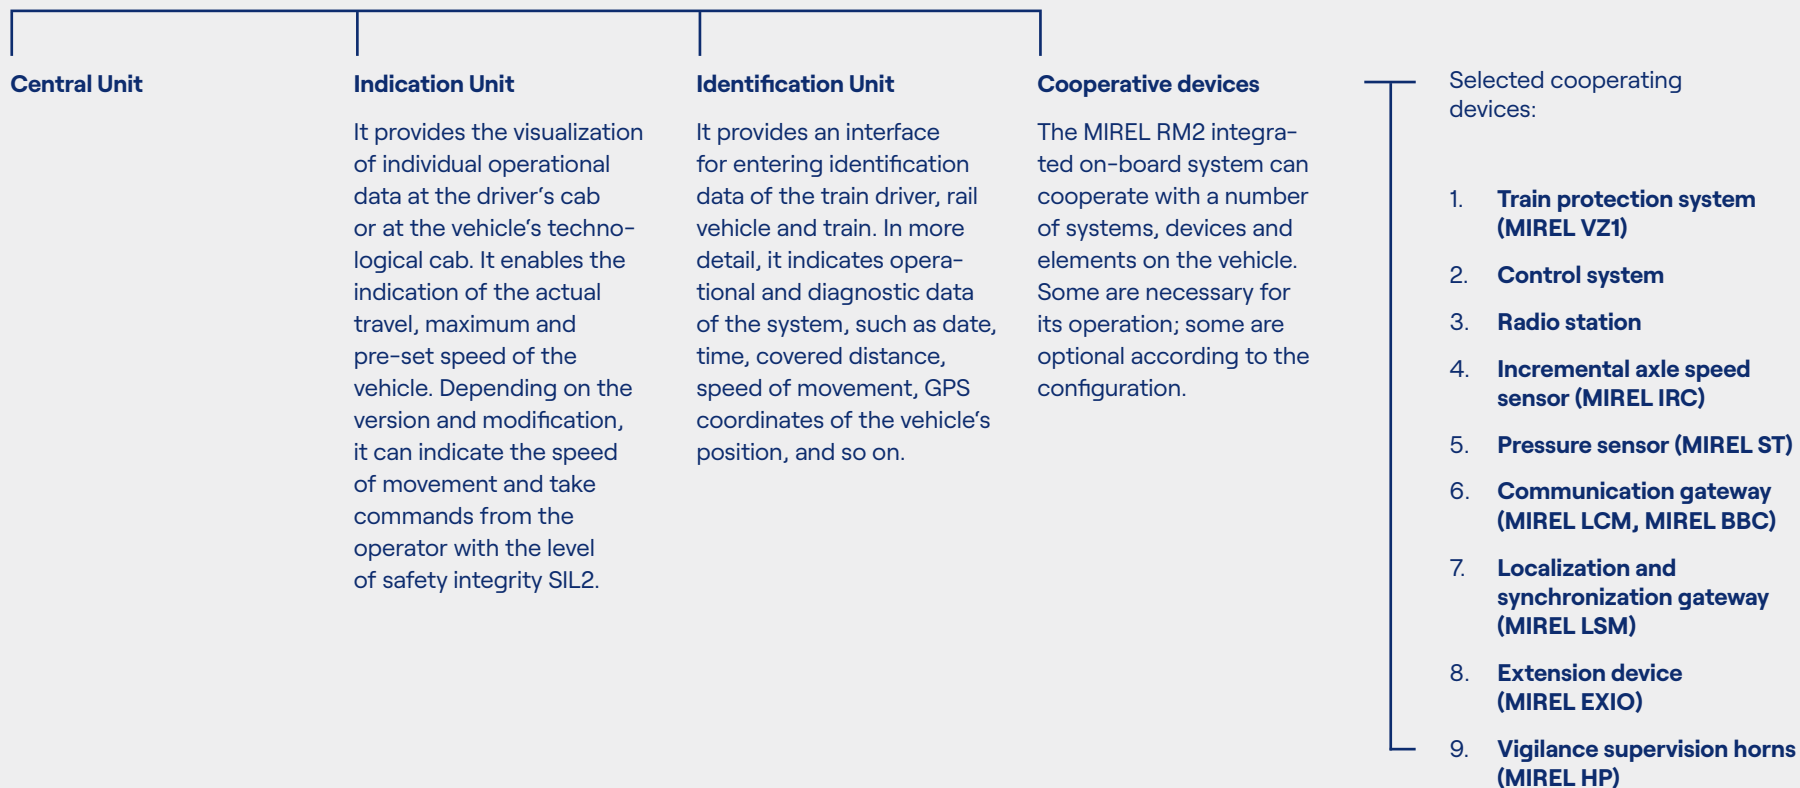 Central Unit
Indication Unit
It provides the visualization
of individual operational
data at the driver‘s cab
or at the vehicle‘s techno-
logical cab. It enables the
indication of the actual
travel, maximum and
pre-set speed of the
vehicle. Depending on the
version and modification,
it can indicate the speed
of movement and take
commands from the
operator with the level
of safety integrity SIL2.
Identification Unit
It provides an interface
for entering identification
data of the train driver, rail
vehicle and train. In more
detail, it indicates opera-
tional and diagnostic data
of the system, such as date,
time, covered distance,
speed of movement, GPS
coordinates of the vehicle‘s
position, and so on.
Cooperative devices
The MIREL RM2 integra-
ted on-board system can
cooperate with a number
of systems, devices and
elements on the vehicle.
Some are necessary for
its operation; some are
optional according to the
configuration.
Selected cooperating
devices:
1. Train protection system
(MIREL VZ1)
2. Control system
3. Radio station
4. Incremental axle speed
sensor (MIREL IRC)
5. Pressure sensor (MIREL ST)
6. Communication gateway
(MIREL LCM, MIREL BBC)
7. Localization and
synchronization gateway
(MIREL LSM)
8. Extension device
(MIREL EXIO)
9. Vigilance supervision horns
(MIREL HP)